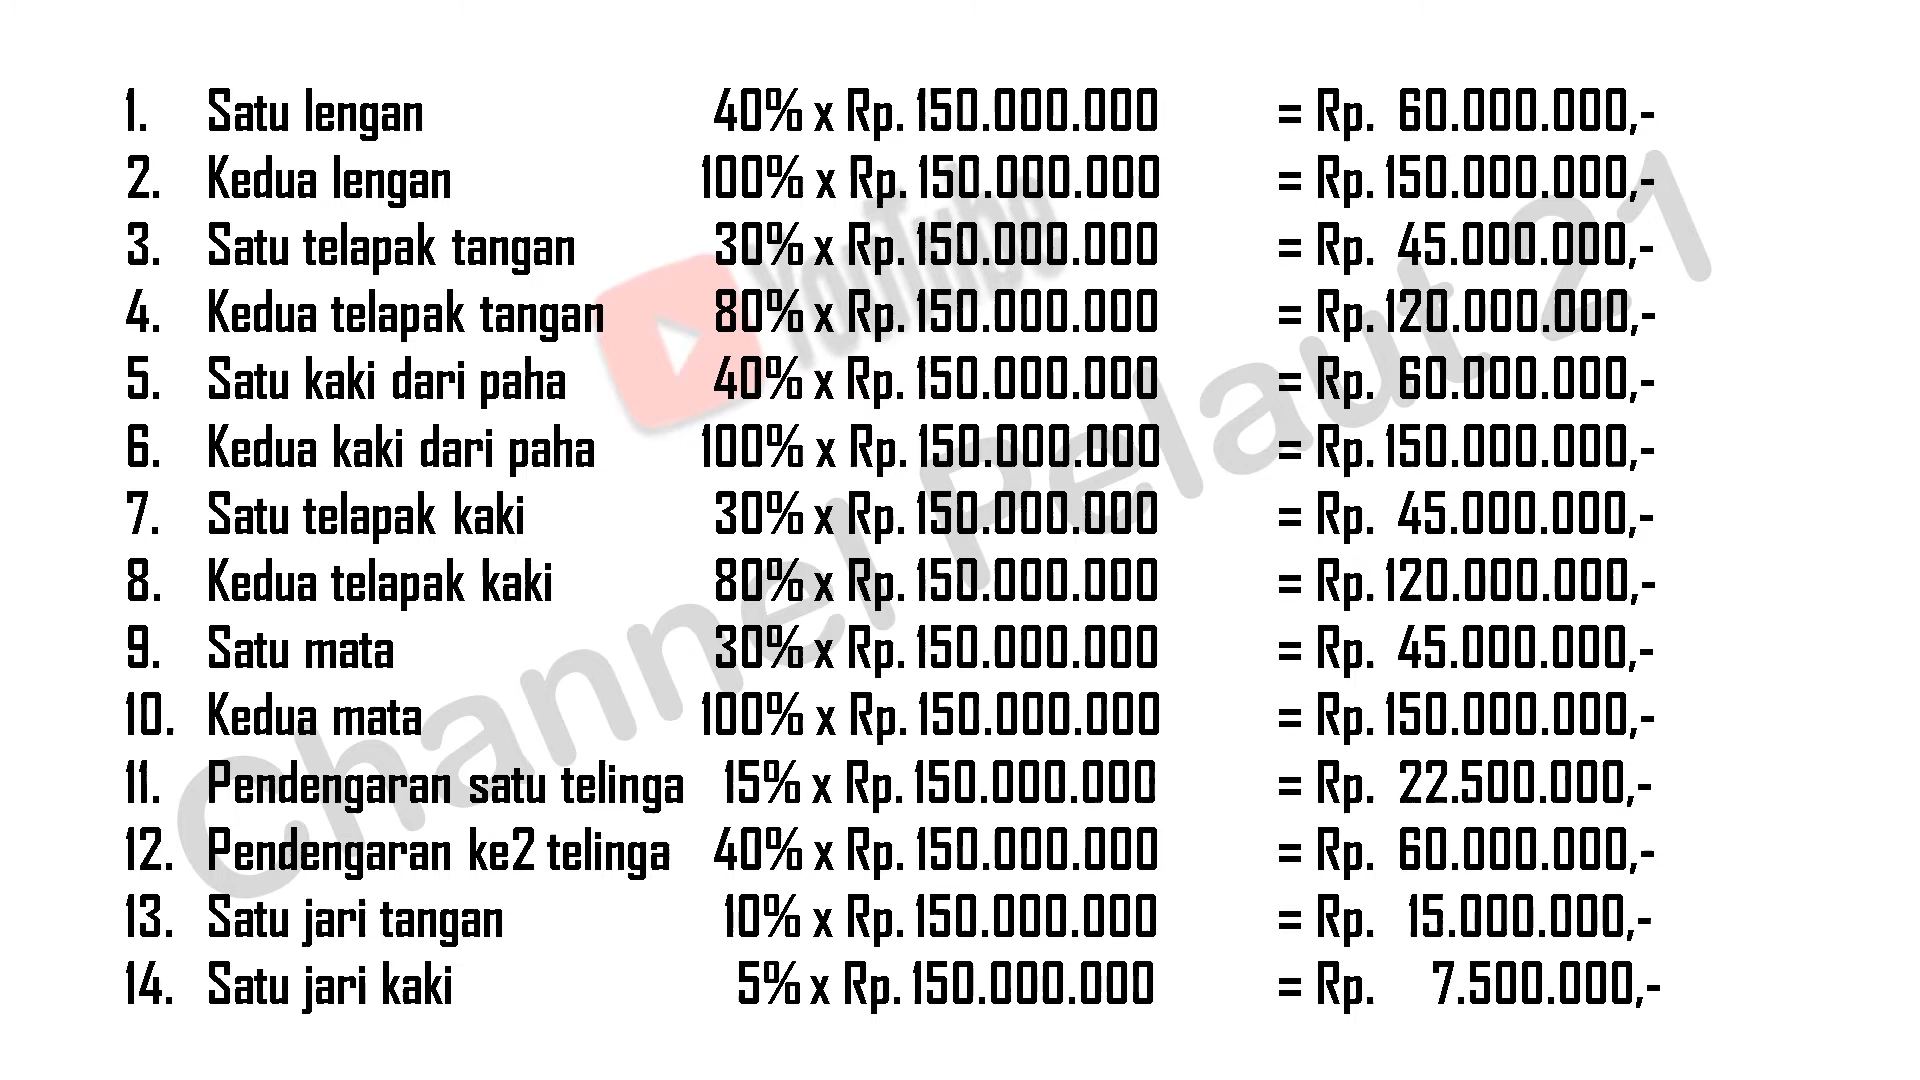 1. Satu lengan 40% x Rp. 150.000.000 = Rp. 60.000.000,-
2. Kedua lengan 100% x Rp. 150.000.000 = Rp. 150.000.000,-
3. Satu telapak tangan 30% x Rp. 150.000.000 = Rp. 45.000.000,-
4. Kedua telapak tangan 80% x Rp. 150.000.000 = Rp. 120.000.000,-
5. Satu kaki dari paha 40% x Rp. 150.000.000 = Rp. 60.000.000,-
6. Kedua kaki dari paha 100% x Rp. 150.000.000 = Rp. 150.000.000,-
7. Satu telapak kaki 30% x Rp. 150.000.000 = Rp. 45.000.000,-
8. Kedua telapak kaki 80% x Rp. 150.000.000 = Rp. 120.000.000,-
9. Satu mata 30% x Rp. 150.000.000 = Rp. 45.000.000,-
10. Kedua mata 100% x Rp. 150.000.000 = Rp. 150.000.000,-
11. Pendengaran satu telinga 15% x Rp. 150.000.000 = Rp. 22.500.000,-
12. Pendengaran ke2 telinga 40% x Rp. 150.000.000 = Rp. 60.000.000,-
13. Satu jari tangan 10% x Rp. 150.000.000 = Rp. 15.000.000,-
14. Satu jari kaki 5% x Rp. 150.000.000 = Rp. 7.500.000,-
YouTube
Channel Pelaut 21